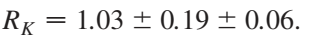 R_K = 1.03 ± 0.19 ± 0.06.